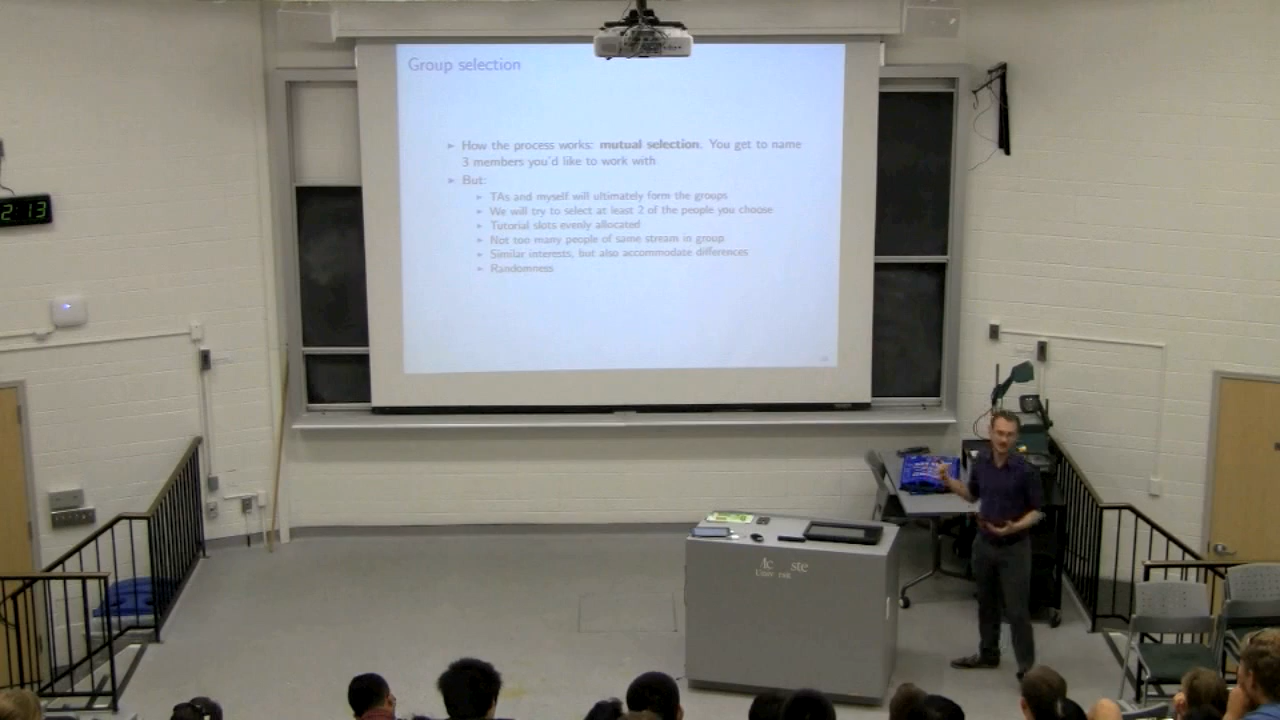 Group selection
How the process works: mutual selection. You get to name
3 members you'd like to work with
But:
TAs and myself will ultimately form the groups
We will try to select at least 2 of the people you choose
Tutorial slots evenly allocated
Not too many people of same stream in group
Similar interests, but also accommodate differences
Randomness
2:13